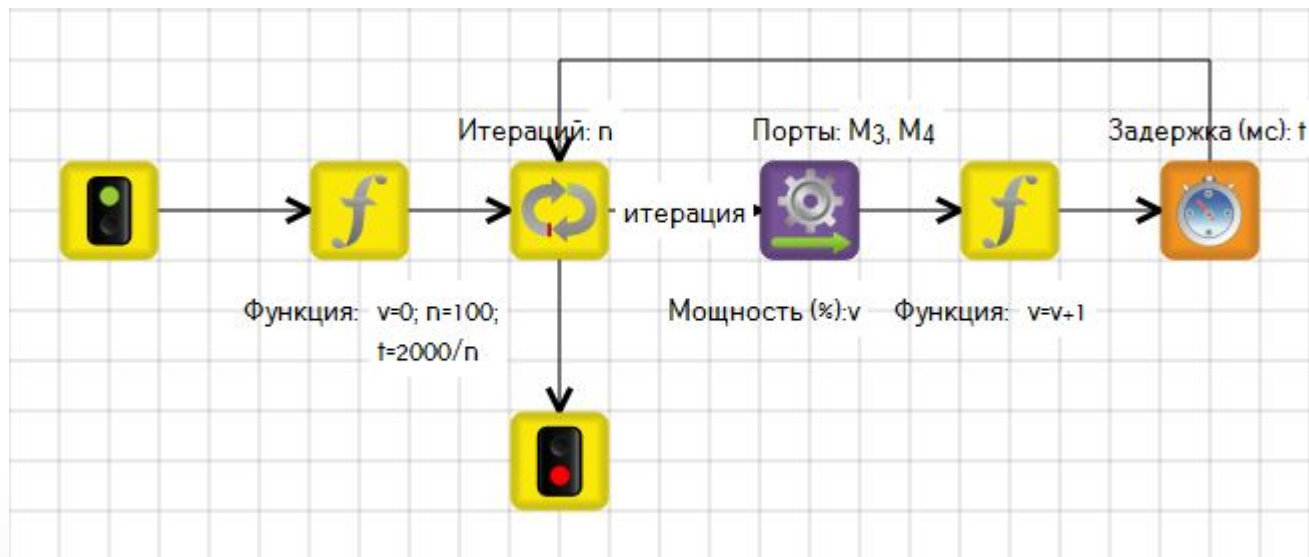 Итераций: n
Порты: M3, M4
Задержка (мс): t
итерация
Функция: v=0; n=100;
t=2000/n
Мощность (%):v
Функция: v=v+1